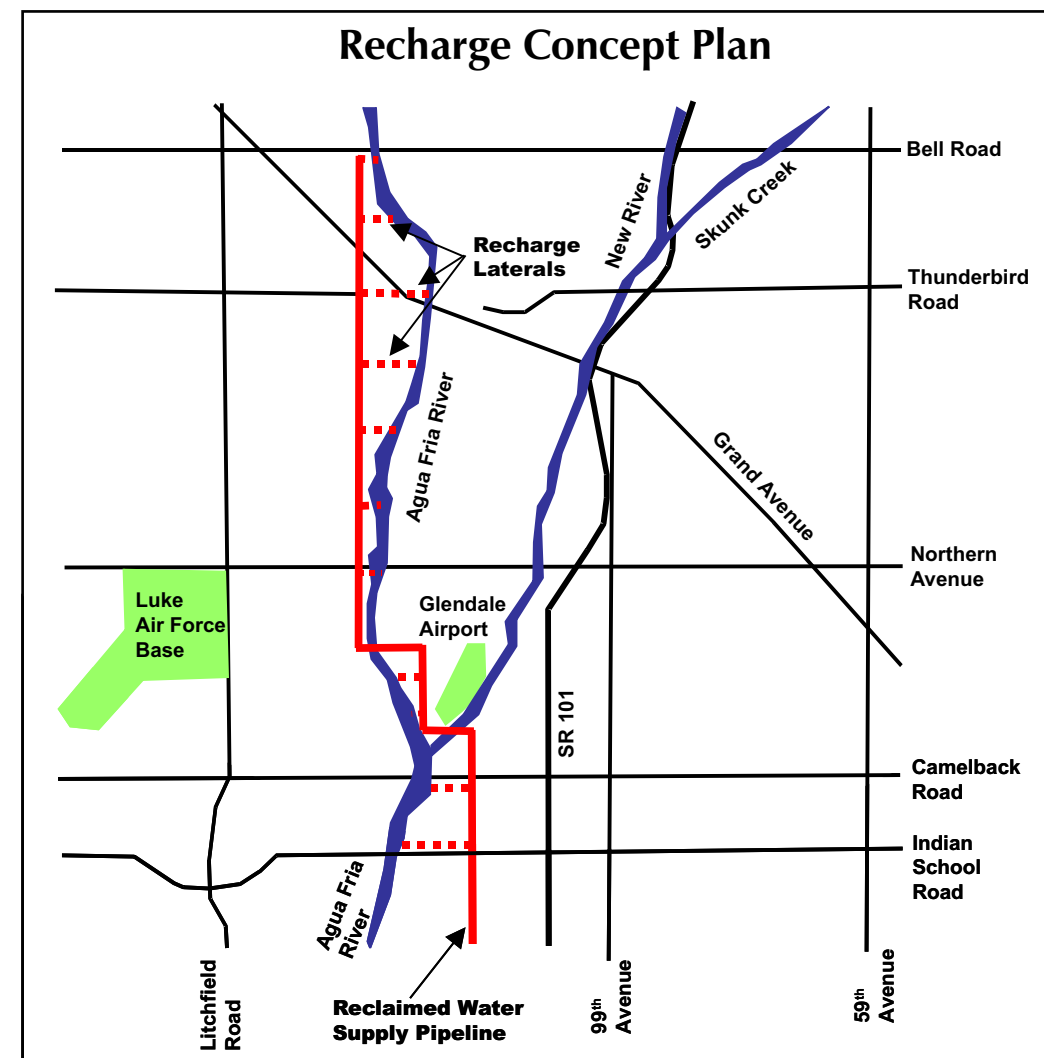 Recharge Concept Plan
Bell Road
New River
Skunk Creek
Recharge
Laterals
Thunderbird
Road
Agua Fria River
Grand Avenue
Northern
Avenue
Luke
Air Force
Base
Glendale
Airport
SR 101
Camelback
Road
Indian
School
Road
Agua Fria
River
Litchfield
Road
Reclaimed Water
Supply Pipeline
99th
Avenue
59th
Avenue